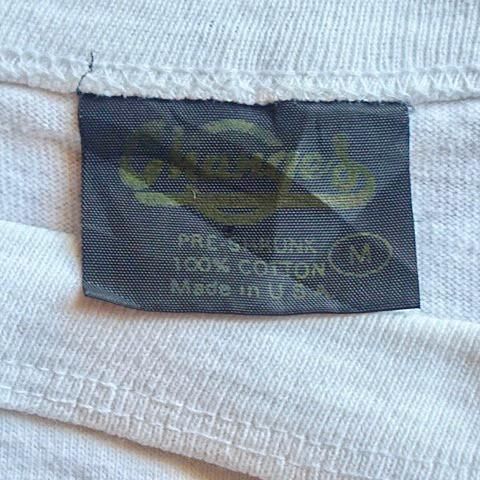 Changes
PRE-SHRUNK
100% COTTON
M
Made in U.S.A.